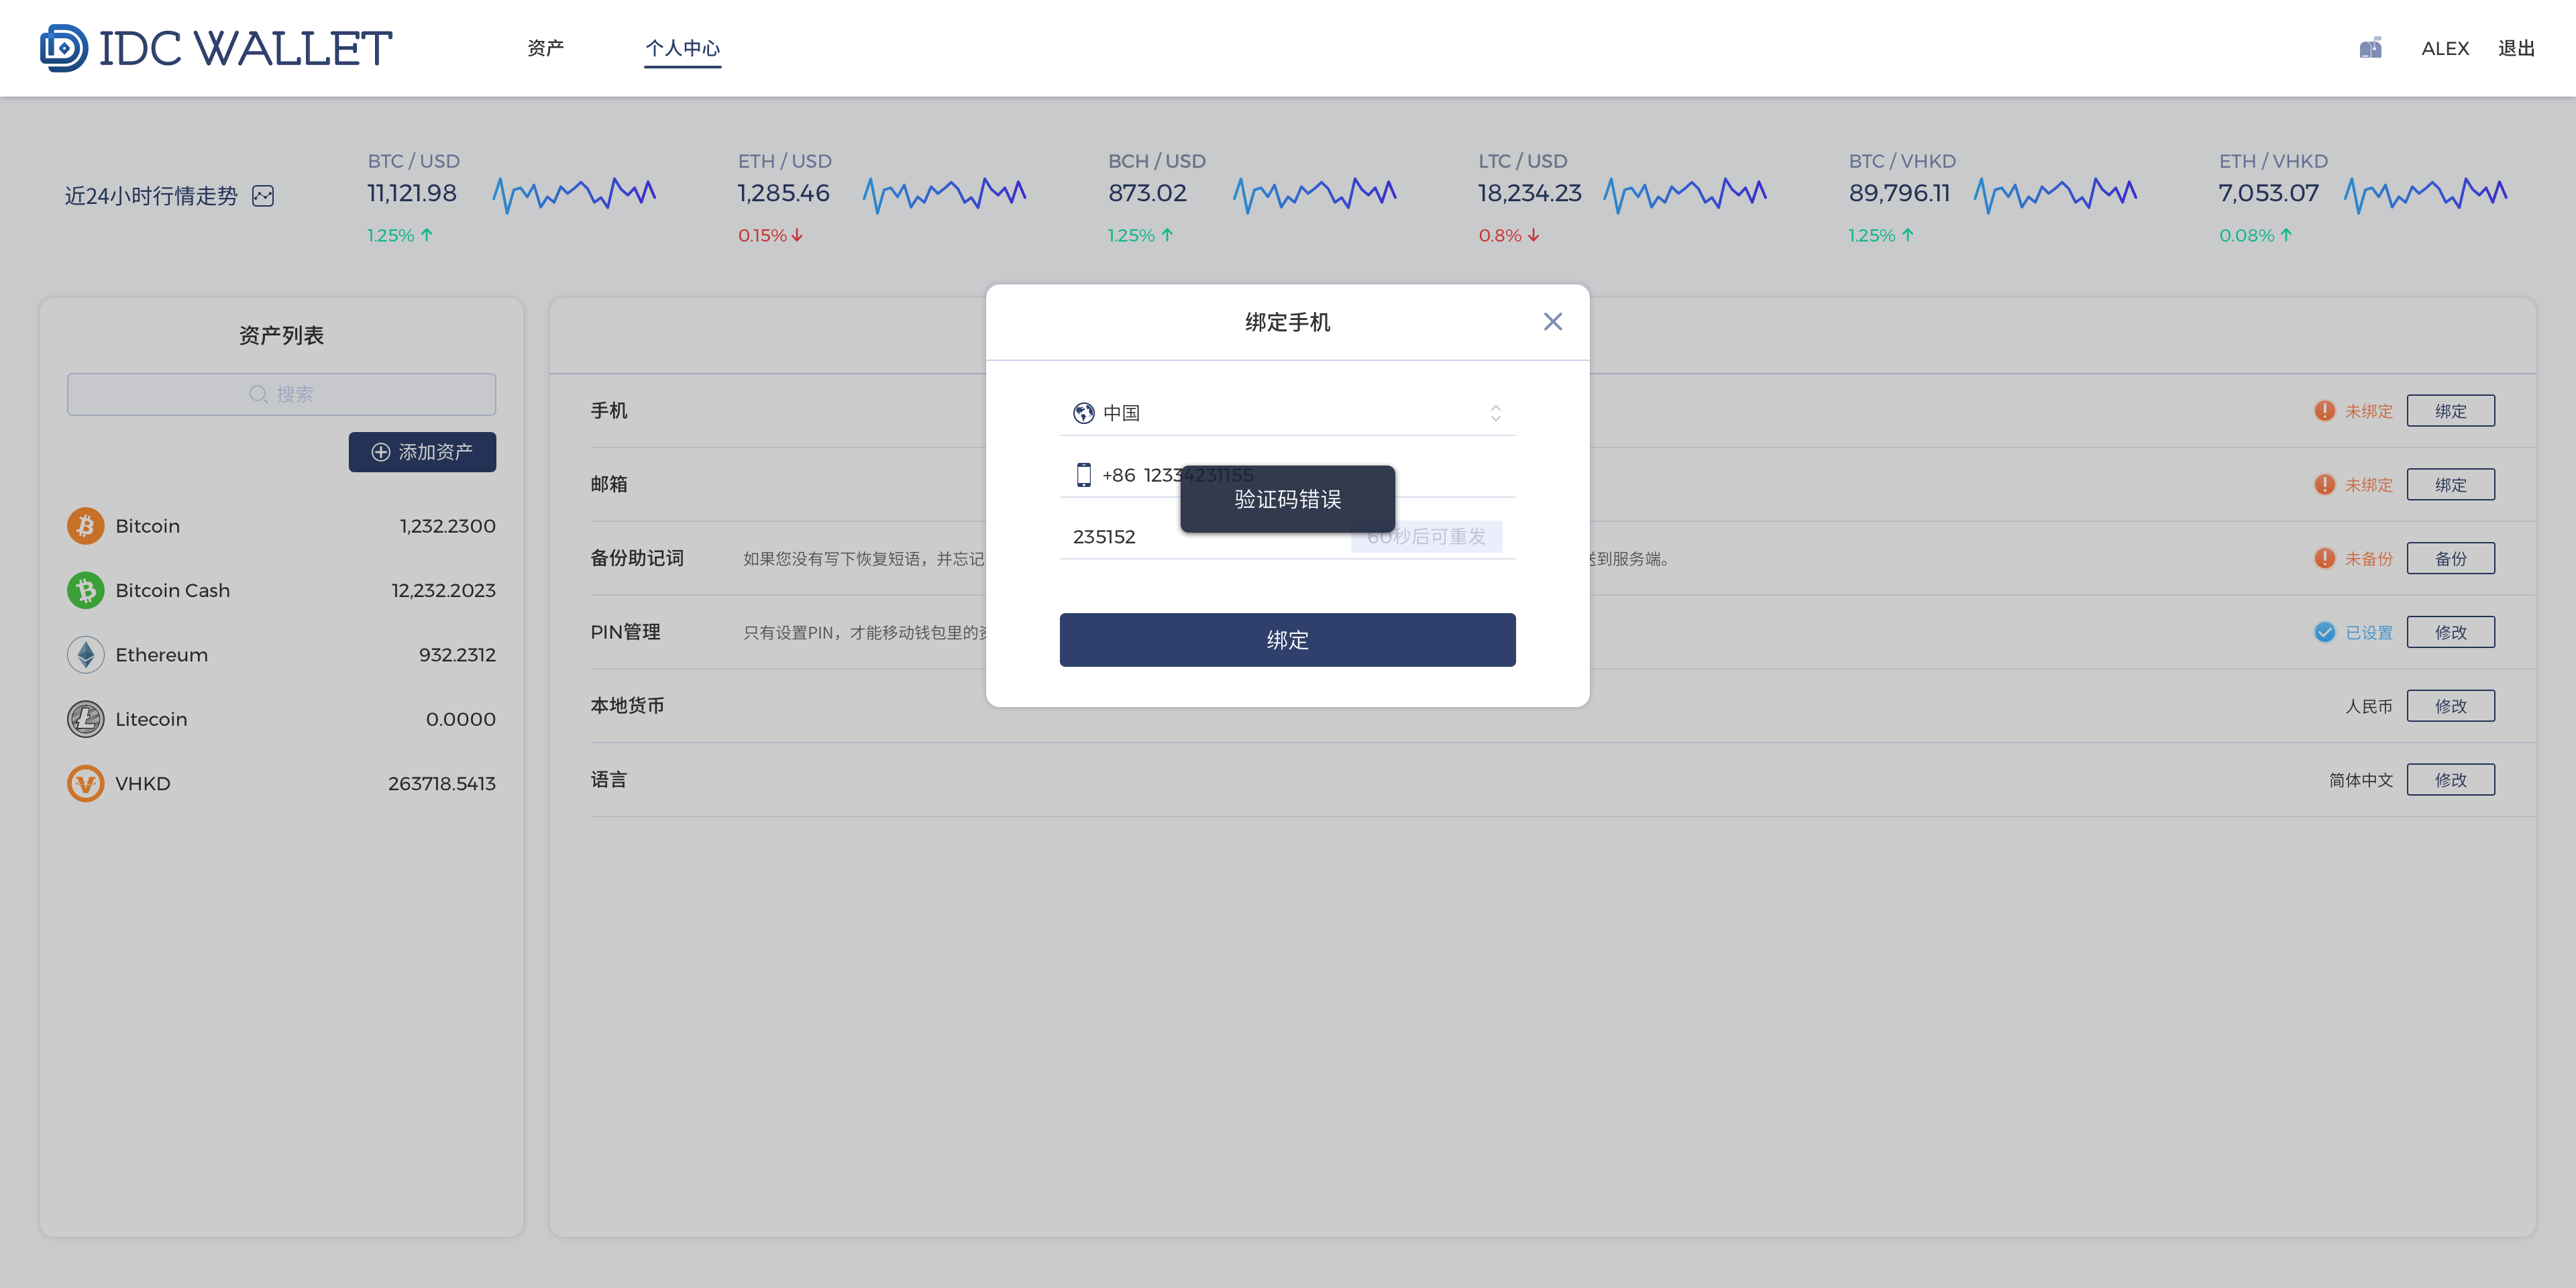 IDC WALLET
资产
个人中心
ALEX
退出
近24小时行情走势
BTC / USD
11,121.98
1.25%
ETH / USD
1,285.46
0.15%
BCH / USD
873.02
1.25%
LTC / USD
18,234.23
0.8%
BTC / VHKD
89,796.11
1.25%
ETH / VHKD
7,053.07
0.08%
资产列表
搜索
添加资产
Bitcoin 1,232.2300
Bitcoin Cash 12,232.2023
Ethereum 932.2312
Litecoin 0.0000
VHKD 263718.5413
手机 未绑定 绑定
邮箱 未绑定 绑定
备份助记词 如果您没有写下恢复短语，并忘记 到服务端。 未备份 备份
PIN管理 只有设置PIN，才能移动钱包里的 已设置 修改
本地货币 人民币 修改
语言 简体中文 修改
绑定手机
中国
+86 12334231155
验证码错误
235152 60秒后可重发
绑定